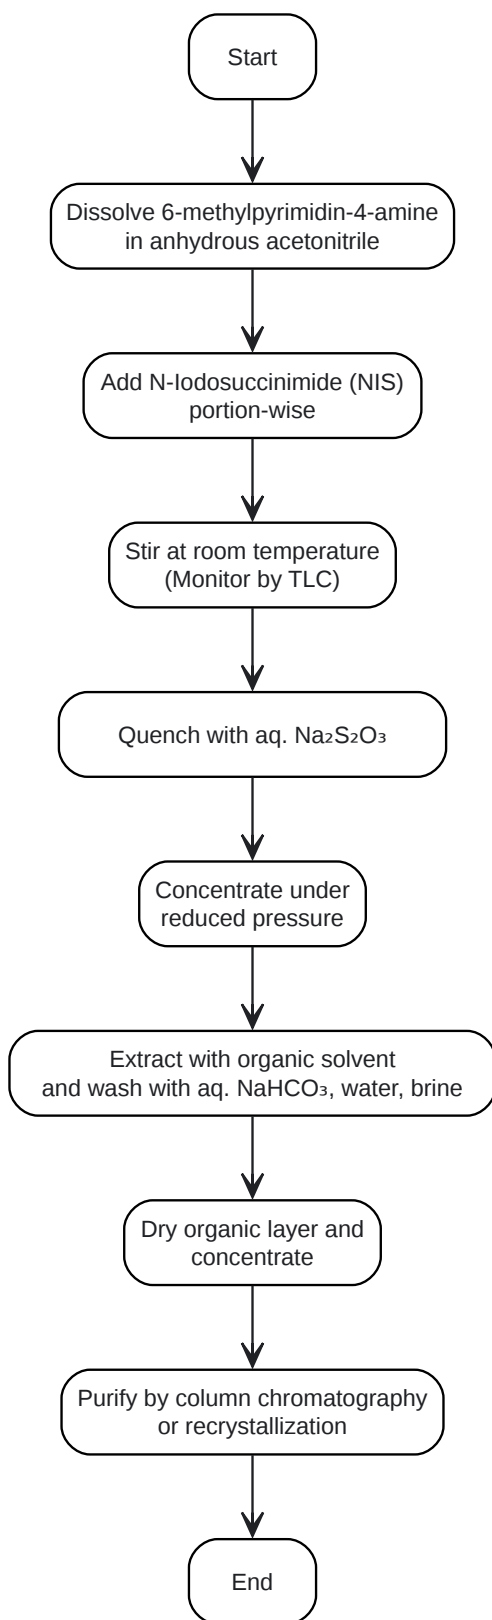 Start
Dissolve 6-methylpyrimidin-4-amine
in anhydrous acetonitrile
Add N-Iodosuccinimide (NIS)
portion-wise
Stir at room temperature
(Monitor by TLC)
Quench with aq. Na₂S₂O₃
Concentrate under
reduced pressure
Extract with organic solvent
and wash with aq. NaHCO₃, water, brine
Dry organic layer and
concentrate
Purify by column chromatography
or recrystallization
End